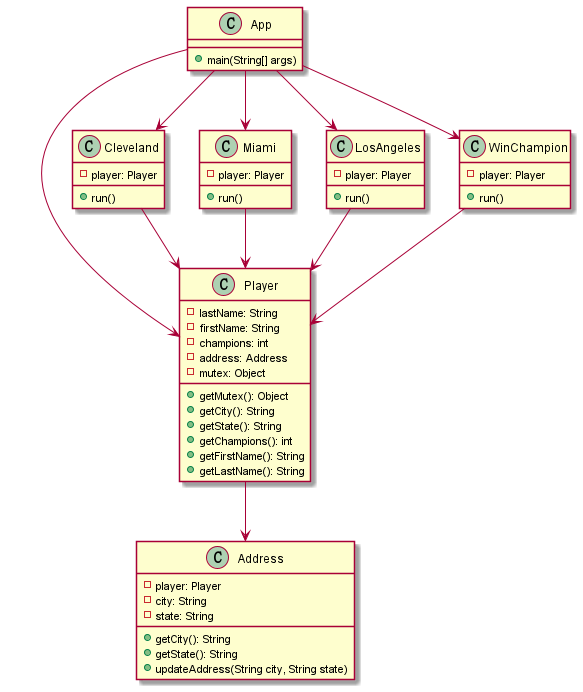 C App
main(String[] args)
C Cleveland
player: Player
run()
C Miami
player: Player
run()
C LosAngeles
player: Player
run()
C WinChampion
player: Player
run()
C Player
lastName: String
firstName: String
champions: int
address: Address
mutex: Object
getMutex(): Object
getCity(): String
getState(): String
getChampions(): int
getFirstName(): String
getLastName(): String
C Address
player: Player
city: String
state: String
getCity(): String
getState(): String
updateAddress(String city, String state)